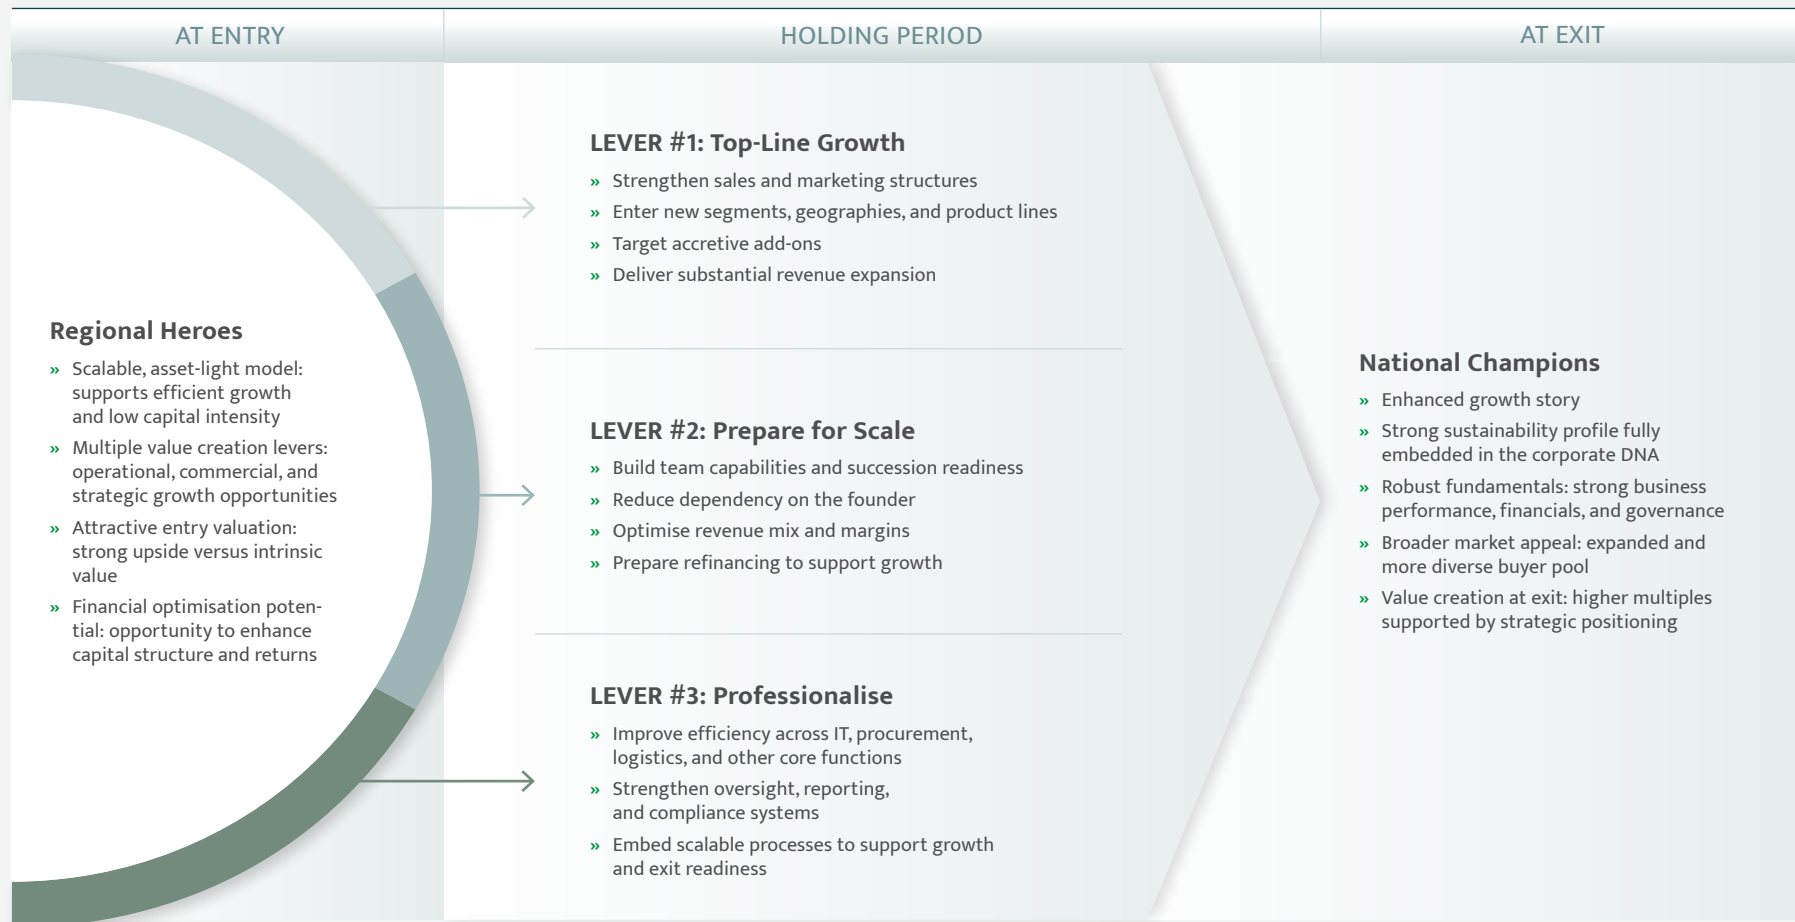 AT ENTRY
HOLDING PERIOD
AT EXIT
Regional Heroes
» Scalable, asset-light model:
supports efficient growth
and low capital intensity
» Multiple value creation levers:
operational, commercial, and
strategic growth opportunities
» Attractive entry valuation:
strong upside versus intrinsic
value
» Financial optimisation poten-
tial: opportunity to enhance
capital structure and returns
LEVER #1: Top-Line Growth
» Strengthen sales and marketing structures
» Enter new segments, geographies, and product lines
» Target accretive add-ons
» Deliver substantial revenue expansion
LEVER #2: Prepare for Scale
» Build team capabilities and succession readiness
» Reduce dependency on the founder
» Optimise revenue mix and margins
» Prepare refinancing to support growth
LEVER #3: Professionalise
» Improve efficiency across IT, procurement,
logistics, and other core functions
» Strengthen oversight, reporting,
and compliance systems
» Embed scalable processes to support growth
and exit readiness
National Champions
» Enhanced growth story
» Strong sustainability profile fully
embedded in the corporate DNA
» Robust fundamentals: strong business
performance, financials, and governance
» Broader market appeal: expanded and
more diverse buyer pool
» Value creation at exit: higher multiples
supported by strategic positioning